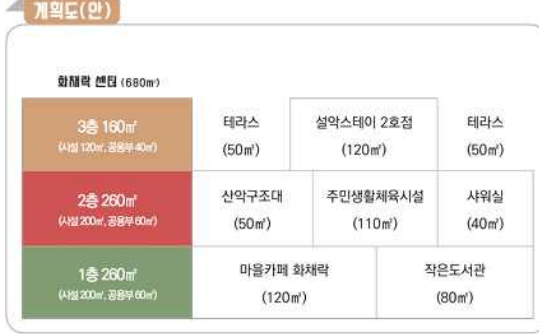 계획도(안)
화채락 센터 (680㎡)
3층 160㎡
(시설 120㎡, 공용부 40㎡)
테라스
(50㎡)
설악스테이 2호점
(120㎡)
테라스
(50㎡)
2층 260㎡
(시설 200㎡, 공용부 60㎡)
산악구조대
(50㎡)
주민생활체육시설
(110㎡)
샤워실
(40㎡)
1층 260㎡
(시설 200㎡, 공용부 60㎡)
마을카페 화채락
(120㎡)
작은도서관
(80㎡)